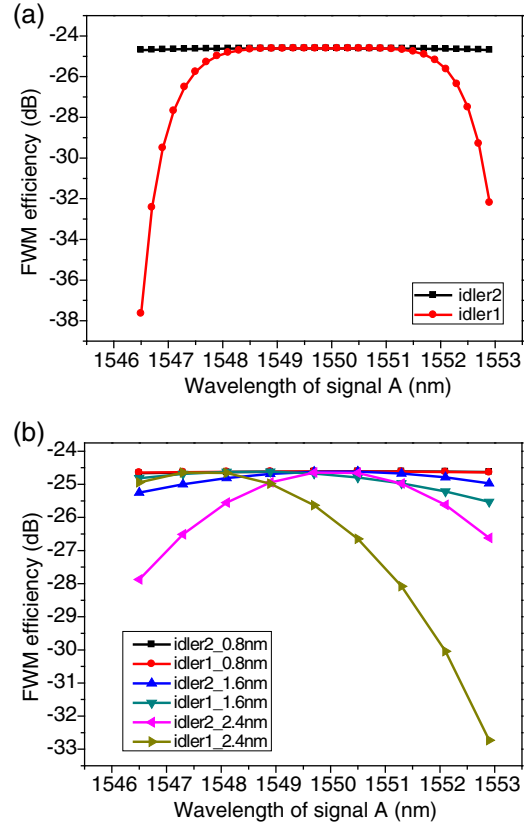 (a)
-24
-26
-28
-30
-32
-34
-36
-38
FWM efficiency (dB)
idler2
idler1
1546 1547 1548 1549 1550 1551 1552 1553
Wavelength of signal A (nm)
(b)
-24
-25
-26
-27
-28
-29
-30
-31
-32
-33
FWM efficiency (dB)
idler2_0.8nm
idler1_0.8nm
idler2_1.6nm
idler1_1.6nm
idler2_2.4nm
idler1_2.4nm
1546 1547 1548 1549 1550 1551 1552 1553
Wavelength of signal A (nm)